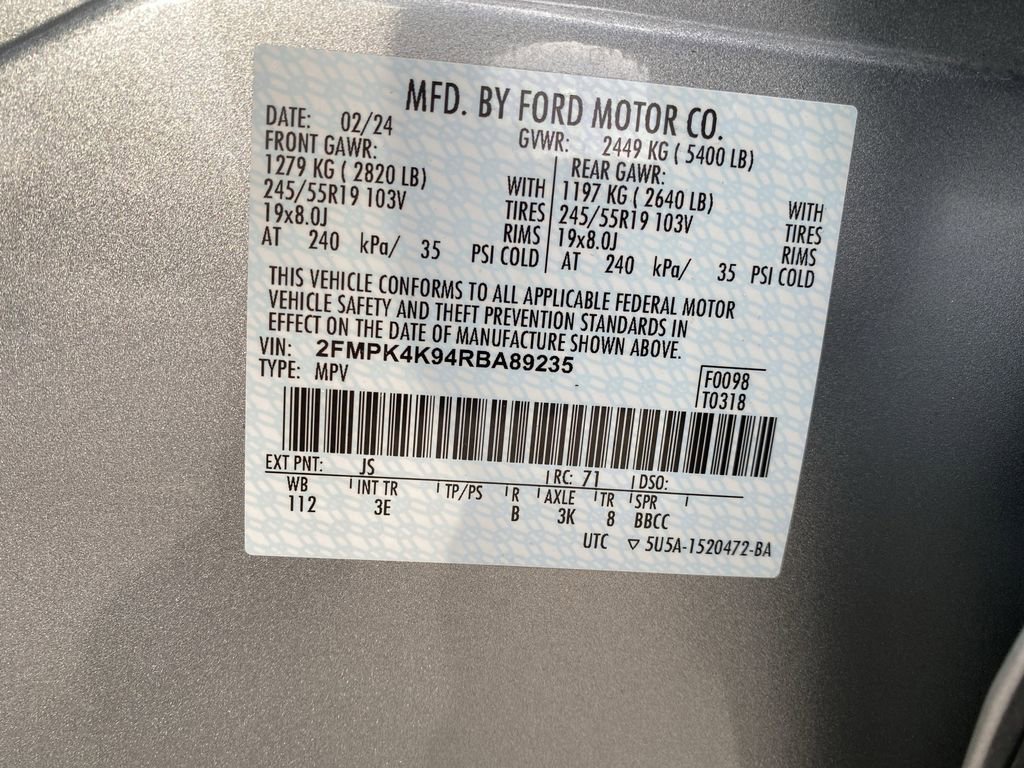 MFD. BY FORD MOTOR CO.
DATE: 02/24 GVWR: 2449 KG ( 5400 LB)
FRONT GAWR: REAR GAWR:
1279 KG ( 2820 LB) WITH 1197 KG ( 2640 LB) WITH
245/55R19 103V TIRES 245/55R19 103V TIRES
19x8.0J RIMS 19x8.0J RIMS
AT 240 kPa/ 35 PSI COLD AT 240 kPa/ 35 PSI COLD
THIS VEHICLE CONFORMS TO ALL APPLICABLE FEDERAL MOTOR
VEHICLE SAFETY AND THEFT PREVENTION STANDARDS IN
EFFECT ON THE DATE OF MANUFACTURE SHOWN ABOVE.
VIN: 2FMPK4K94RBA89235
TYPE: MPV F0098
T0318
EXT PNT: JS RC: 71 DSO:
WB INT TR TP/PS R AXLE TR SPR
112 3E B 3K 8 BBCC
UTC ▽ 5U5A-1520472-BA